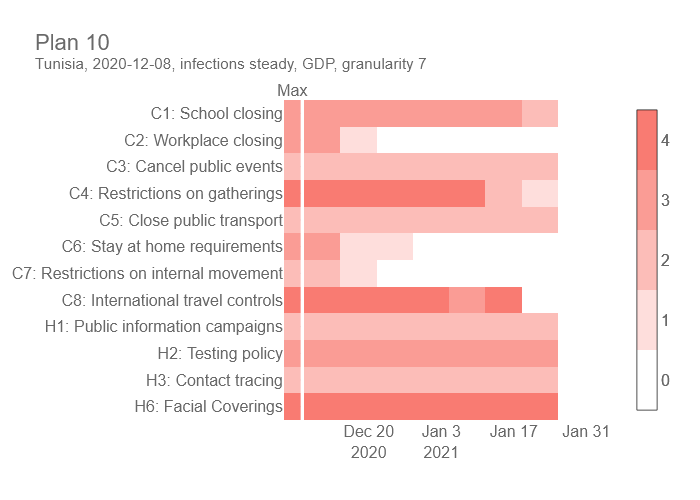 Plan 10
Tunisia, 2020-12-08, infections steady, GDP, granularity 7
Max
C1: School closing
C2: Workplace closing
C3: Cancel public events
C4: Restrictions on gatherings
C5: Close public transport
C6: Stay at home requirements
C7: Restrictions on internal movement
C8: International travel controls
H1: Public information campaigns
H2: Testing policy
H3: Contact tracing
H6: Facial Coverings
Dec 20 Jan 3 Jan 17 Jan 31
2020 2021
4
3
2
1
0